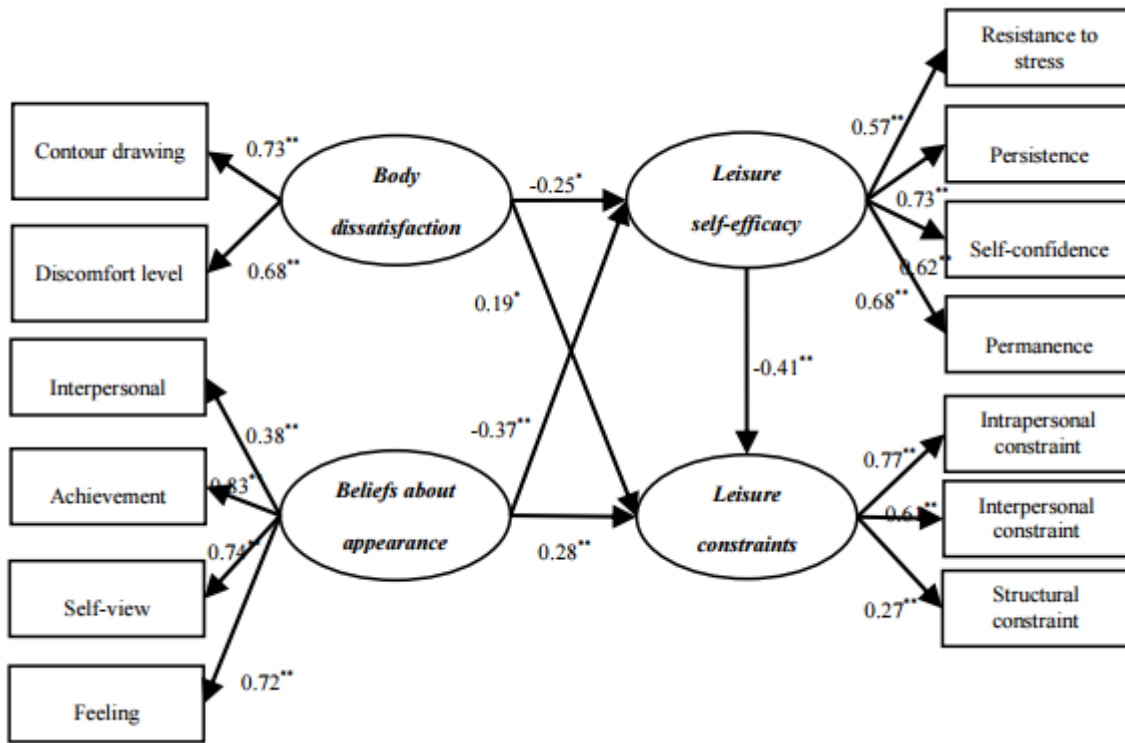 Resistance to
stress
Contour drawing
0.73**
Body
dissatisfaction
-0.25*
Leisure
self-efficacy
0.57**
Persistence
0.73**
Discomfort level
0.68**
0.19*
Self-confidence
0.62**
0.68**
Permanence
Interpersonal
0.38**
-0.37**
-0.41**
Intrapersonal
constraint
0.77**
Achievement
0.83*
Beliefs about
appearance
Leisure
constraints
0.61**
Interpersonal
constraint
0.74**
0.28**
Self-view
0.27**
Structural
constraint
0.72**
Feeling